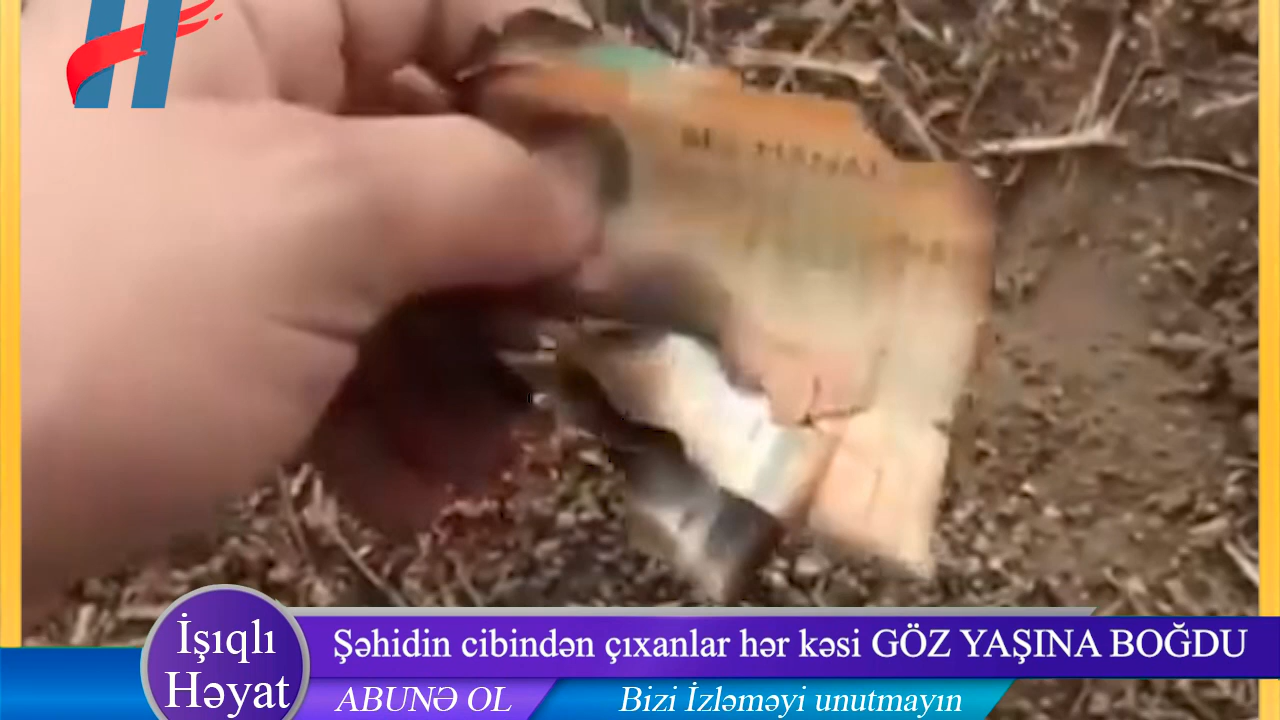 İşıqlı
Həyat
Şəhidin cibindən çıxanlar hər kəsi GÖZ YAŞINA BOĞDU
ABUNƏ OL
Bizi İzləməyi unutmayın